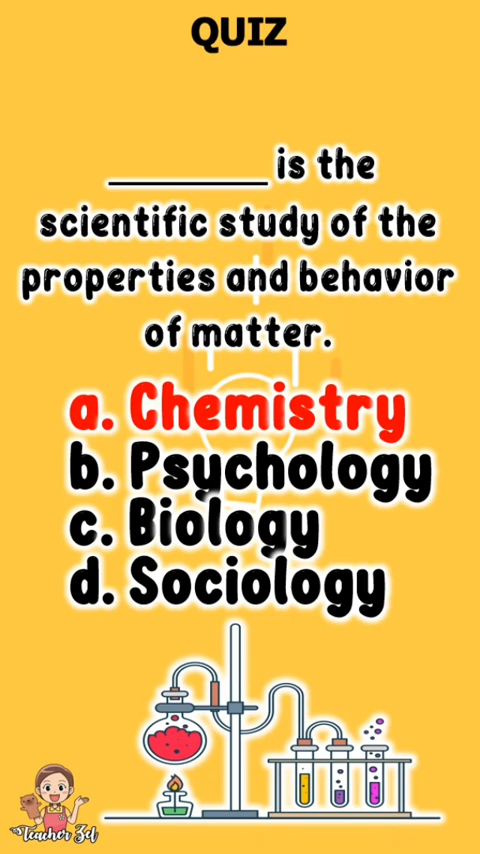 QUIZ
________ is the
scientific study of the
properties and behavior
of matter.
a. Chemistry
b. Psychology
c. Biology
d. Sociology
Teacher Zel